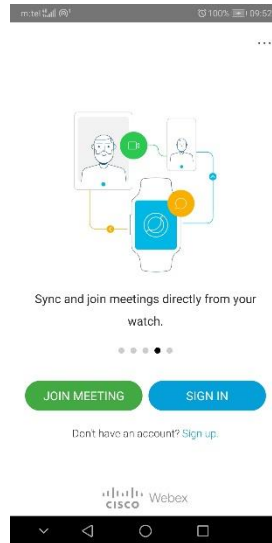 m:tel 100% 09:52
Sync and join meetings directly from your
watch.
JOIN MEETING SIGN IN
Don't have an account? Sign up.
CISCO Webex